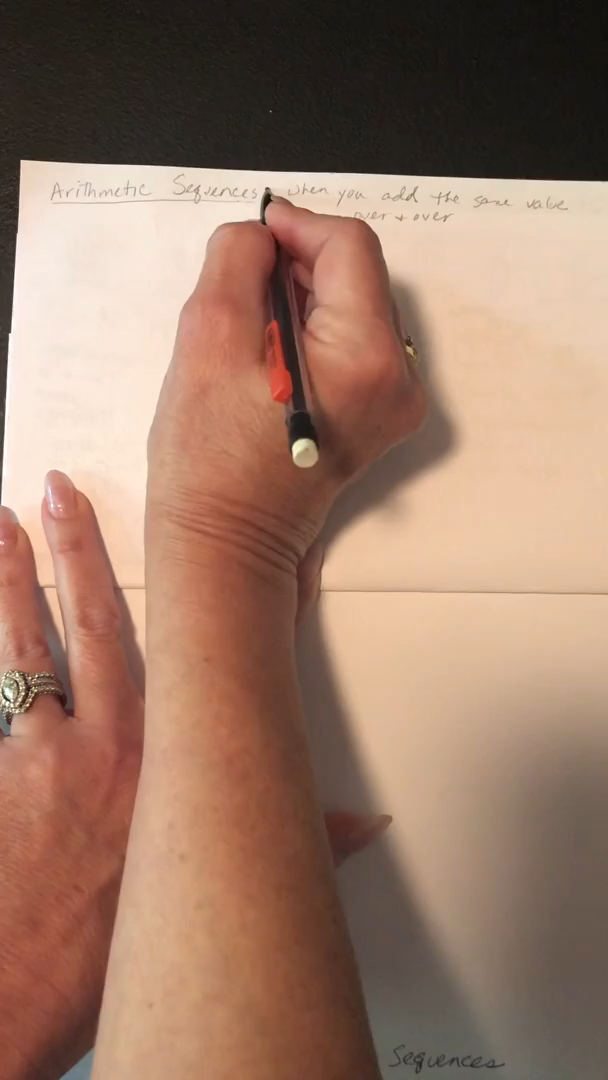 Arithmetic Sequences: when you add the same value
over + over
Sequences